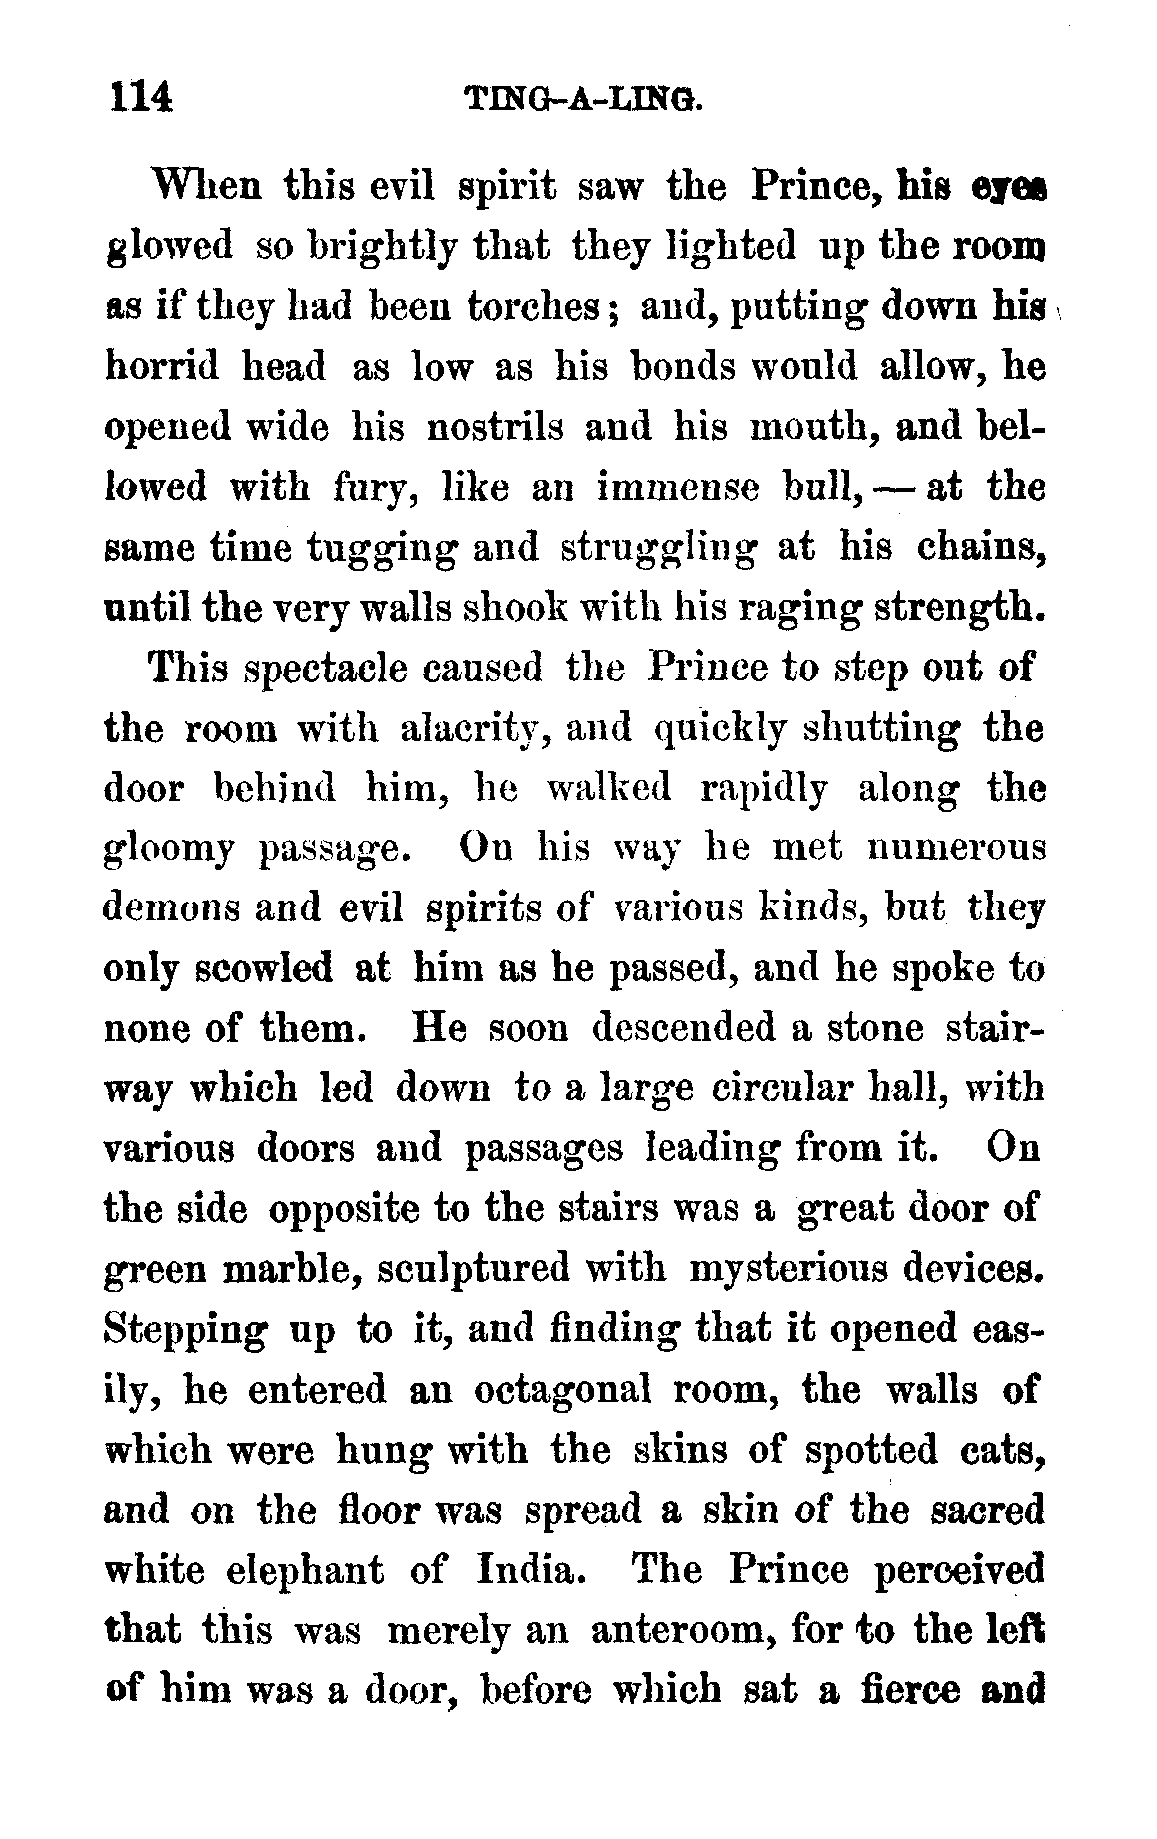 114 TING-A-LING.
When this evil spirit saw the Prince, his eyes
glowed so brightly that they lighted up the room
as if they had been torches; and, putting down his
horrid head as low as his bonds would allow, he
opened wide his nostrils and his mouth, and bel-
lowed with fury, like an immense bull, — at the
same time tugging and struggling at his chains,
until the very walls shook with his raging strength.
This spectacle caused the Prince to step out of
the room with alacrity, and quickly shutting the
door behind him, he walked rapidly along the
gloomy passage. On his way he met numerous
demons and evil spirits of various kinds, but they
only scowled at him as he passed, and he spoke to
none of them. He soon descended a stone stair-
way which led down to a large circular hall, with
various doors and passages leading from it. On
the side opposite to the stairs was a great door of
green marble, sculptured with mysterious devices.
Stepping up to it, and finding that it opened eas-
ily, he entered an octagonal room, the walls of
which were hung with the skins of spotted cats,
and on the floor was spread a skin of the sacred
white elephant of India. The Prince perceived
that this was merely an anteroom, for to the left
of him was a door, before which sat a fierce and